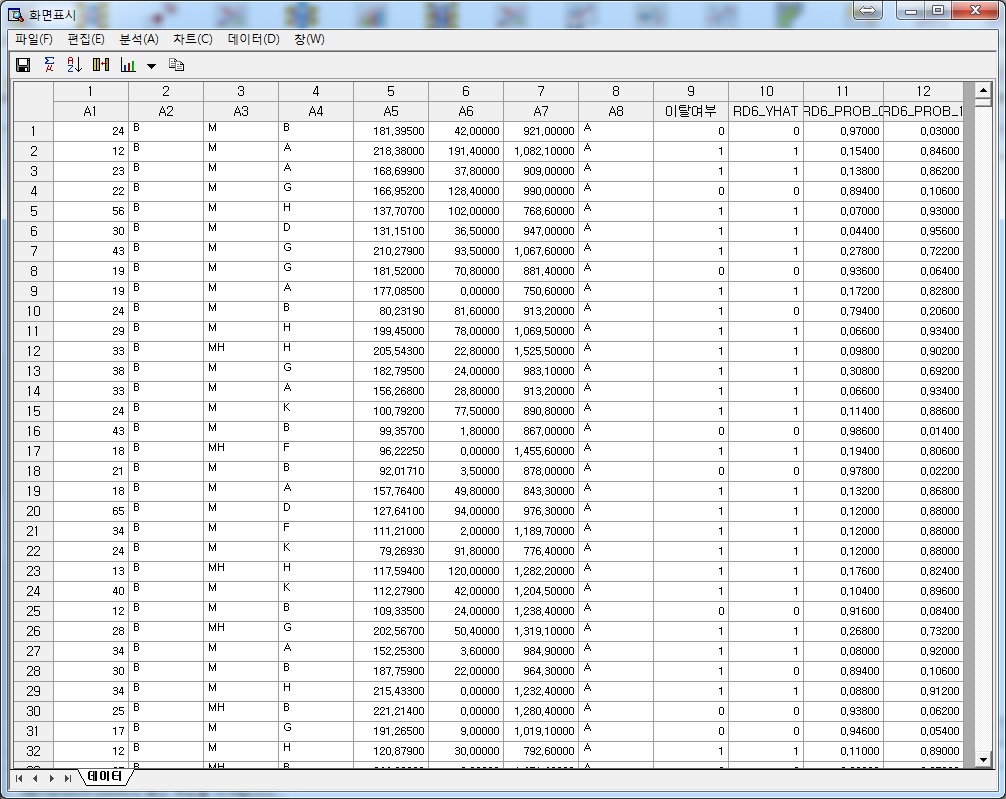 화면표시
파일(F) 편집(E) 분석(A) 차트(C) 데이터(D) 창(W)
1 2 3 4 5 6 7 8 9 10 11 12
A1 A2 A3 A4 A5 A6 A7 A8 이탈여부 RD6_YHAT RD6_PROB_0 RD6_PROB_1
1 24 B M B 181,39500 42,00000 921,00000 A 0 0 0,97000 0,03000
2 12 B M A 218,38000 191,40000 1,082,10000 A 1 1 0,15400 0,84600
3 23 B M A 168,69900 37,80000 909,00000 A 1 1 0,13800 0,86200
4 22 B M G 166,95200 128,40000 990,00000 A 0 0 0,89400 0,10600
5 56 B M H 137,70700 102,00000 768,60000 A 1 1 0,07000 0,93000
6 30 B M D 131,15100 36,50000 947,00000 A 1 1 0,04400 0,95600
7 43 B M G 210,27900 93,50000 1,067,60000 A 1 1 0,27800 0,72200
8 19 B M G 181,52000 70,80000 881,40000 A 0 0 0,93600 0,06400
9 19 B M A 177,08500 0,00000 750,60000 A 1 1 0,17200 0,82800
10 24 B M B 80,23190 81,60000 913,20000 A 1 0 0,79400 0,20600
11 29 B M H 199,45000 78,00000 1,069,50000 A 1 1 0,06600 0,93400
12 33 B MH H 205,54300 22,80000 1,525,50000 A 1 1 0,09800 0,90200
13 38 B M G 182,79500 24,00000 983,10000 A 1 1 0,30800 0,69200
14 33 B M A 156,26800 28,80000 913,20000 A 1 1 0,06600 0,93400
15 24 B M K 100,79200 77,50000 890,80000 A 1 1 0,11400 0,88600
16 43 B M B 99,35700 1,80000 867,00000 A 0 0 0,98600 0,01400
17 18 B MH F 96,22250 0,00000 1,455,60000 A 1 1 0,19400 0,80600
18 21 B M B 92,01710 3,50000 878,00000 A 0 0 0,97800 0,02200
19 18 B M A 157,76400 49,80000 843,30000 A 1 1 0,13200 0,86800
20 65 B M D 127,64100 94,00000 976,30000 A 1 1 0,12000 0,88000
21 34 B M F 111,21000 2,00000 1,189,70000 A 1 1 0,12000 0,88000
22 24 B M K 79,26930 91,80000 776,40000 A 1 1 0,12000 0,88000
23 13 B MH H 117,59400 120,00000 1,282,20000 A 1 1 0,17600 0,82400
24 40 B M K 112,27900 42,00000 1,204,50000 A 1 1 0,10400 0,89600
25 12 B M B 109,33500 24,00000 1,238,40000 A 0 0 0,91600 0,08400
26 28 B MH G 202,56700 50,40000 1,319,10000 A 1 1 0,26800 0,73200
27 34 B M A 152,25300 3,60000 984,90000 A 1 1 0,08000 0,92000
28 30 B M B 187,75900 22,00000 964,30000 A 1 0 0,89400 0,10600
29 34 B M H 215,43300 0,00000 1,232,40000 A 1 1 0,08800 0,91200
30 25 B MH B 221,21400 0,00000 1,280,40000 A 0 0 0,93800 0,06200
31 17 B M G 191,26500 9,00000 1,019,10000 A 0 0 0,94600 0,05400
32 12 B M H 120,87900 30,00000 792,60000 A 1 1 0,11000 0,89000
데이터